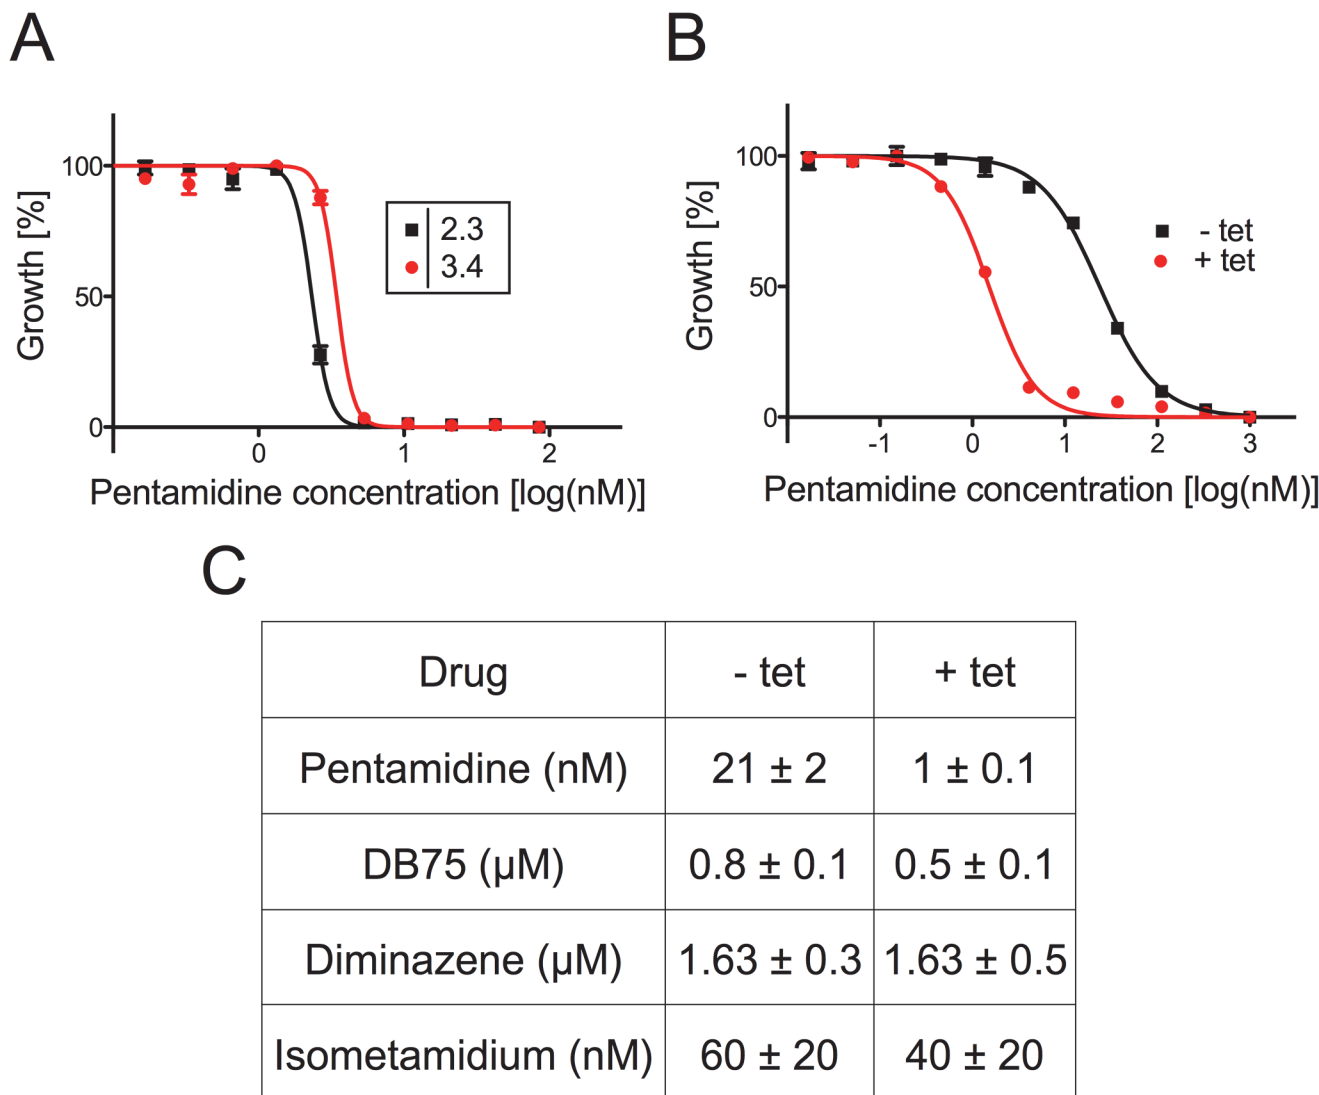 A
100
50
0
Growth [%]
2.3
3.4
0 1 2
Pentamidine concentration [log(nM)]
B
100
50
0
Growth [%]
- tet
+ tet
-1 0 1 2 3
Pentamidine concentration [log(nM)]
C
Drug - tet + tet
Pentamidine (nM) 21 ± 2 1 ± 0.1
DB75 (μM) 0.8 ± 0.1 0.5 ± 0.1
Diminazene (μM) 1.63 ± 0.3 1.63 ± 0.5
Isometamidium (nM) 60 ± 20 40 ± 20